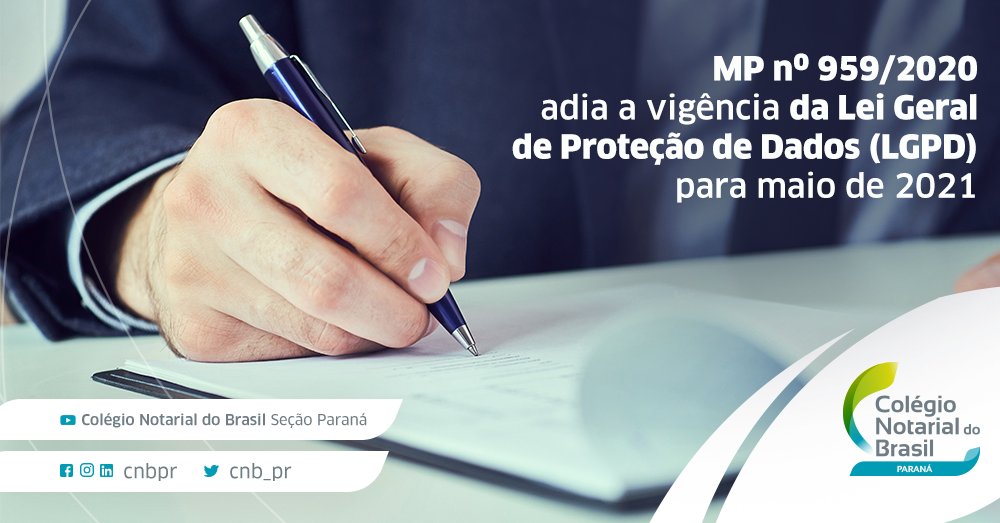 MP nº 959/2020
adia a vigência da Lei Geral
de Proteção de Dados (LGPD)
para maio de 2021
Colégio Notarial do Brasil Seção Paraná
cnbpr cnb_pr
Colégio
Notarial do
Brasil
PARANÁ